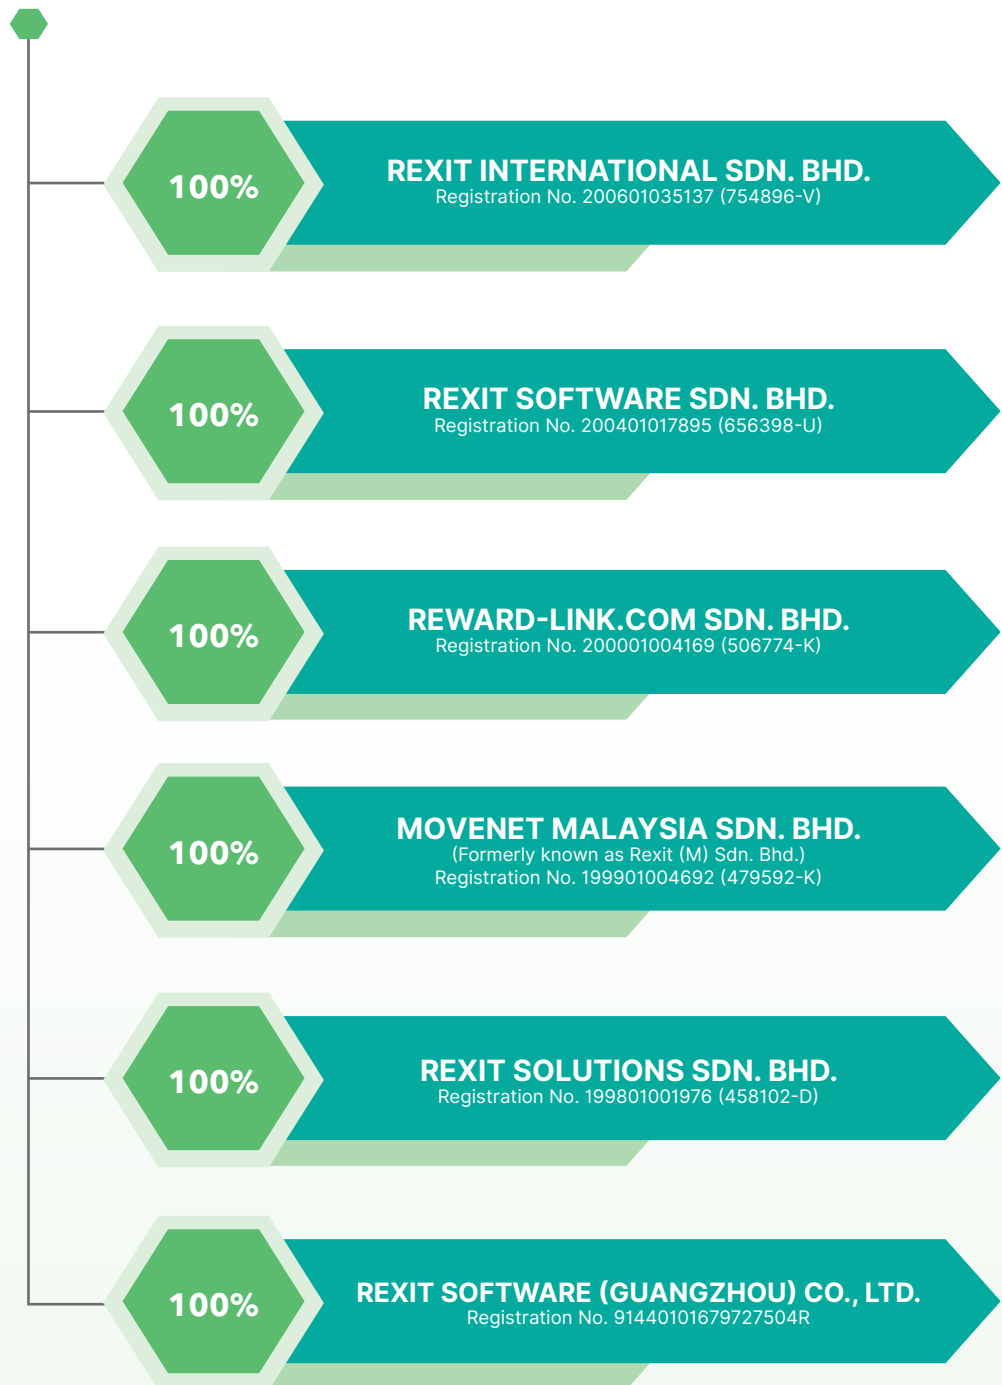 100%
REXIT INTERNATIONAL SDN. BHD.
Registration No. 200601035137 (754896-V)
100%
REXIT SOFTWARE SDN. BHD.
Registration No. 200401017895 (656398-U)
100%
REWARD-LINK.COM SDN. BHD.
Registration No. 200001004169 (506774-K)
100%
MOVENET MALAYSIA SDN. BHD.
(Formerly known as Rexit (M) Sdn. Bhd.)
Registration No. 199901004692 (479592-K)
100%
REXIT SOLUTIONS SDN. BHD.
Registration No. 199801001976 (458102-D)
100%
REXIT SOFTWARE (GUANGZHOU) CO., LTD.
Registration No. 91440101679727504R